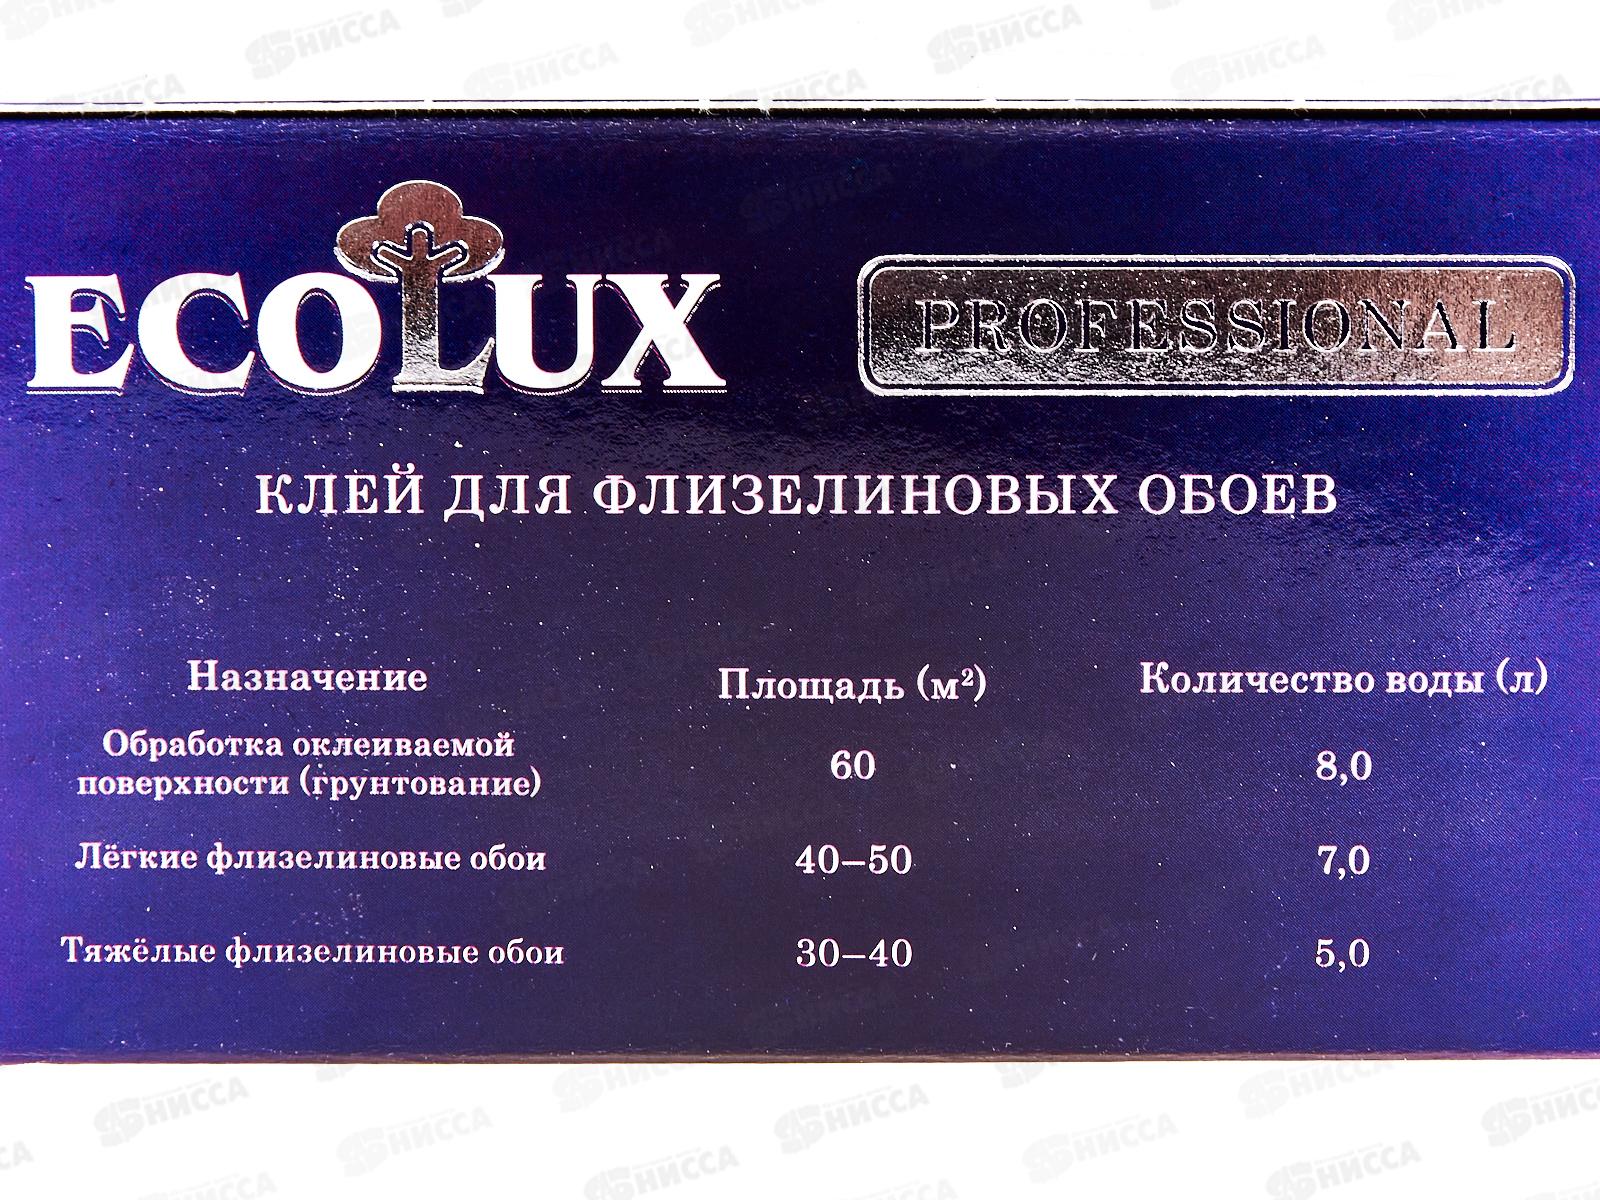 ECOLUX
PROFESSIONAL
КЛЕЙ ДЛЯ ФЛИЗЕЛИНОВЫХ ОБОЕВ
Назначение Площадь (м²) Количество воды (л)
Обработка оклеиваемой
поверхности (грунтование) 60 8,0
Лёгкие флизелиновые обои 40–50 7,0
Тяжёлые флизелиновые обои 30–40 5,0